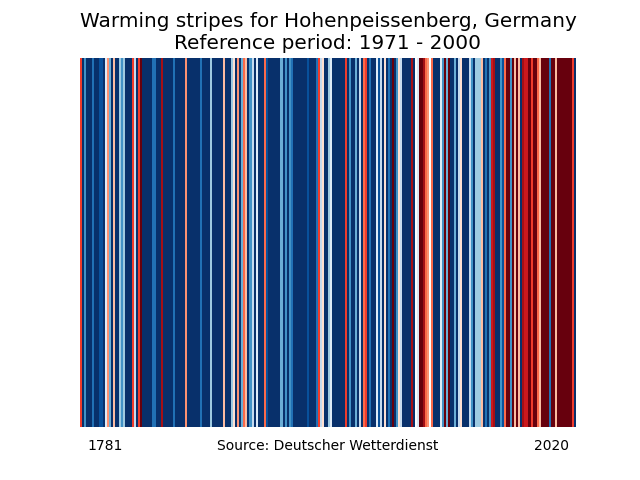 Warming stripes for Hohenpeissenberg, Germany
Reference period: 1971 - 2000
1781 Source: Deutscher Wetterdienst 2020